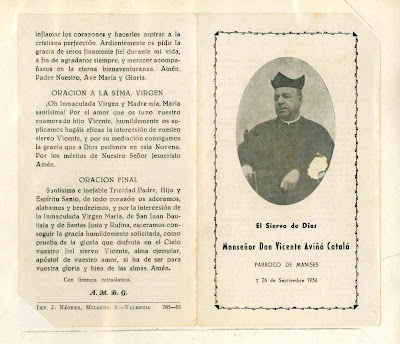 inflamar los corazones y hacerles aspirar a la
cristiana perfección Ardientemente os pido la
gracia de seros fisamente fiel durante mi vida,
a fin de agradaros siempre, y merecer acompa-
ñaros en la eterna bienaventuranza. Amén.
Padre Nuestro, Ave María y Gloria.
ORACION A LA STMA. VIRGEN
¡Oh Inmaculada Virgen y Madre mía, María
santísima! Por el amor que os tuvo vuestro
enamorado hijo Vicente, humildemente os su-
plicamos hagáis eficaz la intercesión de vuestro
siervo Vicente, y por su mediación consigamos
la gracia que a Dios pedimos en esta Novena.
Por los méritos de Nuestro Señor Jesucristo
Amén.
ORACION FINAL
Santísima e inefable Trinidad Padre, Hijo y
Espíritu Santo, de todo corazón os adoramos,
alabamos y bendecimos, y por la intercesión de
la Inmaculada Virgen María, de San Juan Bau-
tista y de Santas Justa y Rufina, esperamos con-
seguir la gracia humildemente solicitada, como
prueba de la gloria que disfruta en el Cielo
vuestro fiel siervo Vicente, alma ejemplar,
apóstol de vuestro amor, si ha de ser para
vuestra gloria y bien de las almas. Amén.
Con licencia eclesiástica.
A. M. D. G.
IMP. J. NÁCHER, MILAGRO, -VALENCIA 765-51
El Siervo de Dios
Monseñor Don Vicente Aviñó Catalá
PARROCO DE MANISES
† 26 de Septiembre 1936